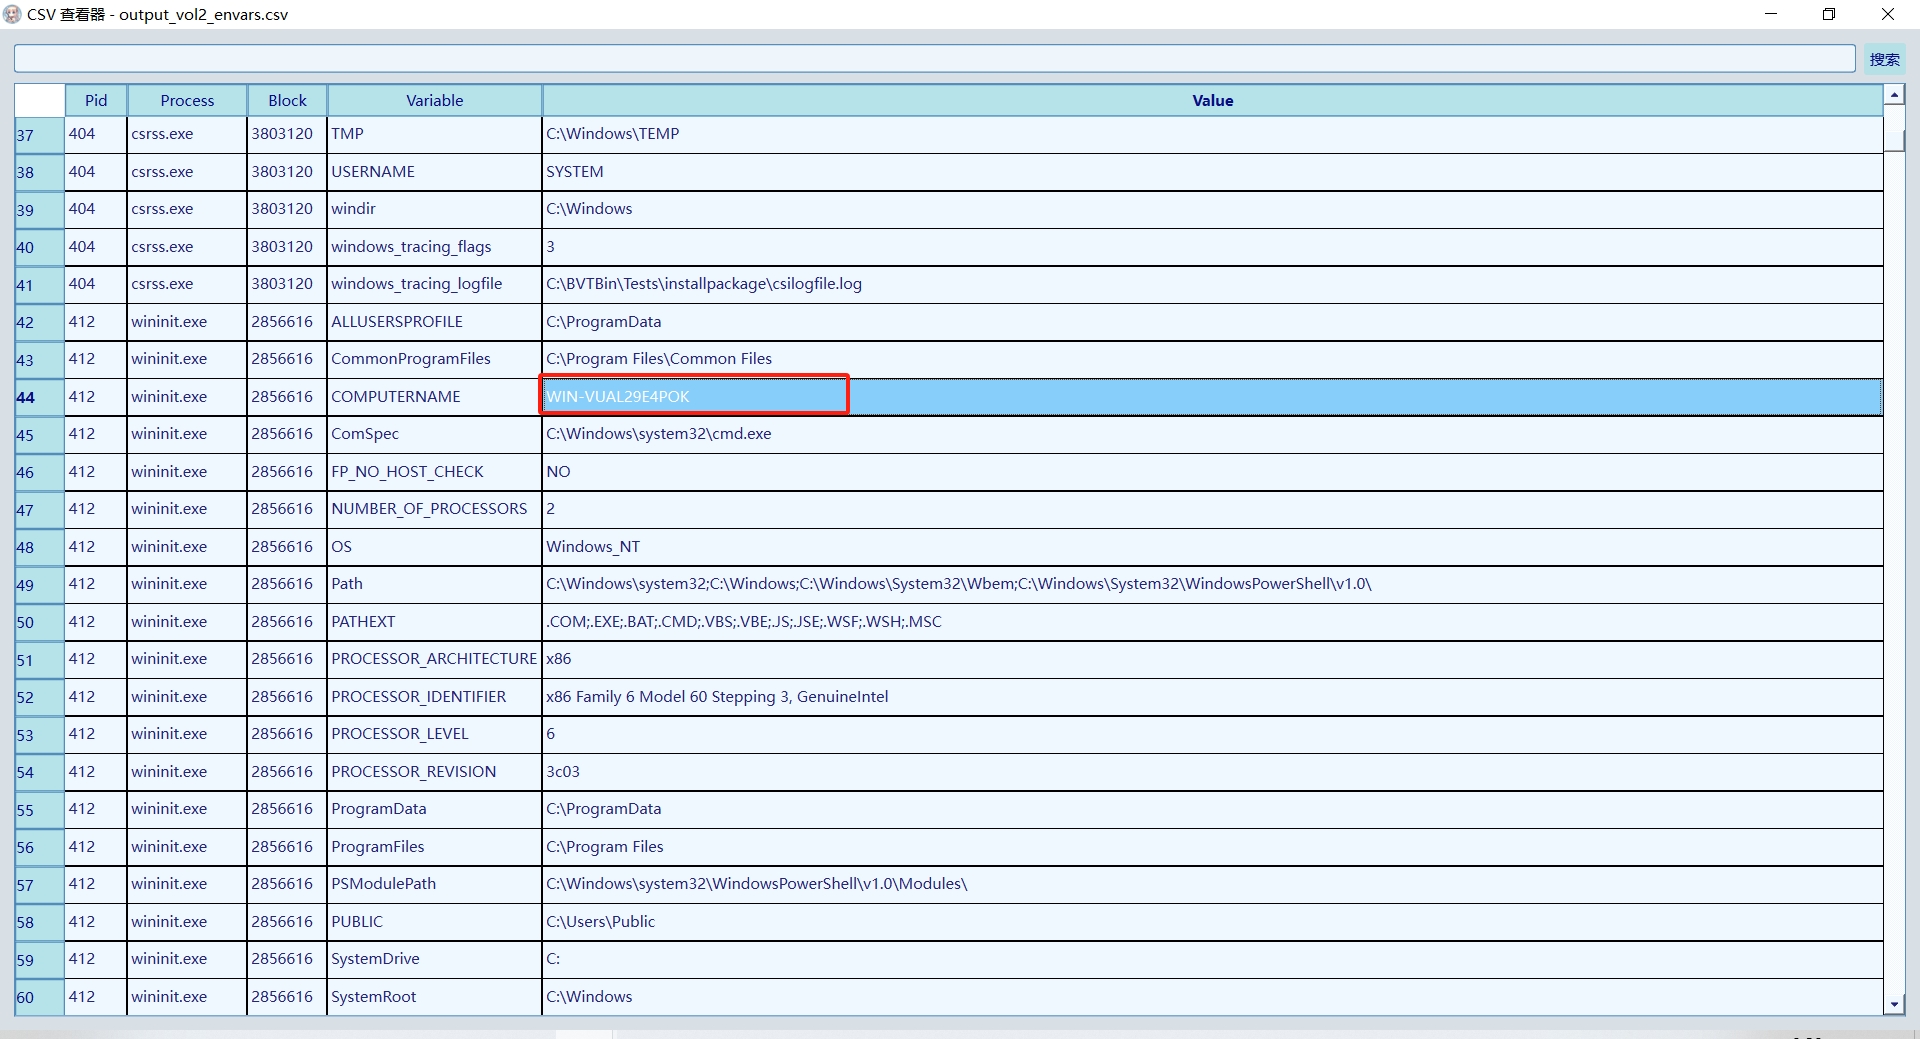 CSV 查看器 - output_vol2_envars.csv
搜索
Pid Process Block Variable Value
37 404 csrss.exe 3803120 TMP C:\Windows\TEMP
38 404 csrss.exe 3803120 USERNAME SYSTEM
39 404 csrss.exe 3803120 windir C:\Windows
40 404 csrss.exe 3803120 windows_tracing_flags 3
41 404 csrss.exe 3803120 windows_tracing_logfile C:\BVTBin\Tests\installpackage\csilogfile.log
42 412 wininit.exe 2856616 ALLUSERSPROFILE C:\ProgramData
43 412 wininit.exe 2856616 CommonProgramFiles C:\Program Files\Common Files
44 412 wininit.exe 2856616 COMPUTERNAME WIN-VUAL29E4POK
45 412 wininit.exe 2856616 ComSpec C:\Windows\system32\cmd.exe
46 412 wininit.exe 2856616 FP_NO_HOST_CHECK NO
47 412 wininit.exe 2856616 NUMBER_OF_PROCESSORS 2
48 412 wininit.exe 2856616 OS Windows_NT
49 412 wininit.exe 2856616 Path C:\Windows\system32;C:\Windows;C:\Windows\System32\Wbem;C:\Windows\System32\WindowsPowerShell\v1.0\
50 412 wininit.exe 2856616 PATHEXT .COM;.EXE;.BAT;.CMD;.VBS;.VBE;.JS;.JSE;.WSF;.WSH;.MSC
51 412 wininit.exe 2856616 PROCESSOR_ARCHITECTURE x86
52 412 wininit.exe 2856616 PROCESSOR_IDENTIFIER x86 Family 6 Model 60 Stepping 3, GenuineIntel
53 412 wininit.exe 2856616 PROCESSOR_LEVEL 6
54 412 wininit.exe 2856616 PROCESSOR_REVISION 3c03
55 412 wininit.exe 2856616 ProgramData C:\ProgramData
56 412 wininit.exe 2856616 ProgramFiles C:\Program Files
57 412 wininit.exe 2856616 PSModulePath C:\Windows\system32\WindowsPowerShell\v1.0\Modules\
58 412 wininit.exe 2856616 PUBLIC C:\Users\Public
59 412 wininit.exe 2856616 SystemDrive C:
60 412 wininit.exe 2856616 SystemRoot C:\Windows